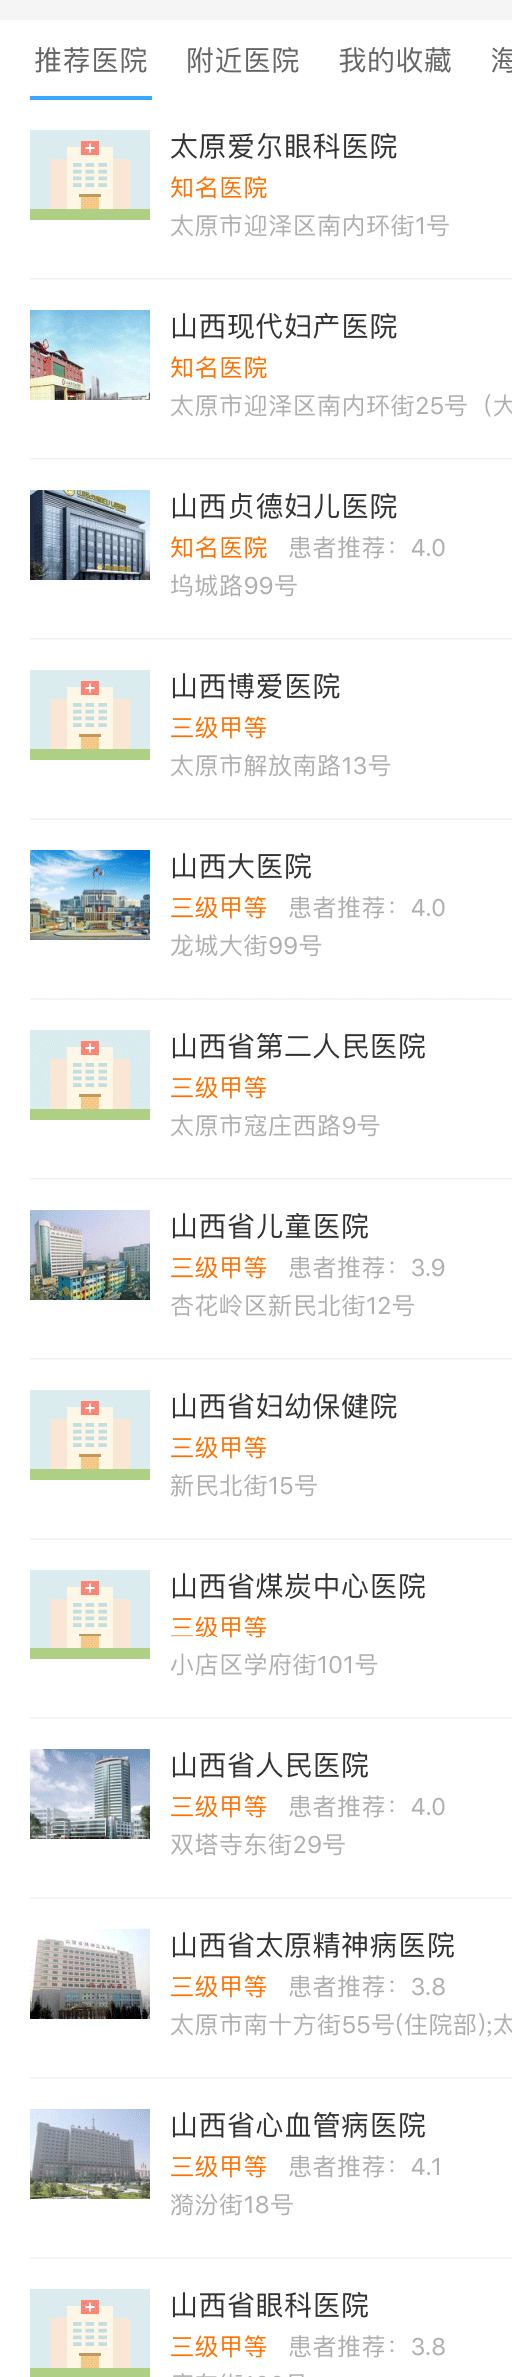 推荐医院 附近医院 我的收藏
太原爱尔眼科医院
知名医院
太原市迎泽区南内环街1号
山西现代妇产医院
知名医院
太原市迎泽区南内环街25号（大
山西贞德妇儿医院
知名医院 患者推荐：4.0
坞城路99号
山西博爱医院
三级甲等
太原市解放南路13号
山西大医院
三级甲等 患者推荐：4.0
龙城大街99号
山西省第二人民医院
三级甲等
太原市寇庄西路9号
山西省儿童医院
三级甲等 患者推荐：3.9
杏花岭区新民北街12号
山西省妇幼保健院
三级甲等
新民北街15号
山西省煤炭中心医院
三级甲等
小店区学府街101号
山西省人民医院
三级甲等 患者推荐：4.0
双塔寺东街29号
山西省太原精神病医院
三级甲等 患者推荐：3.8
太原市南十方街55号(住院部);太
山西省心血管病医院
三级甲等 患者推荐：4.1
漪汾街18号
山西省眼科医院
三级甲等 患者推荐：3.8